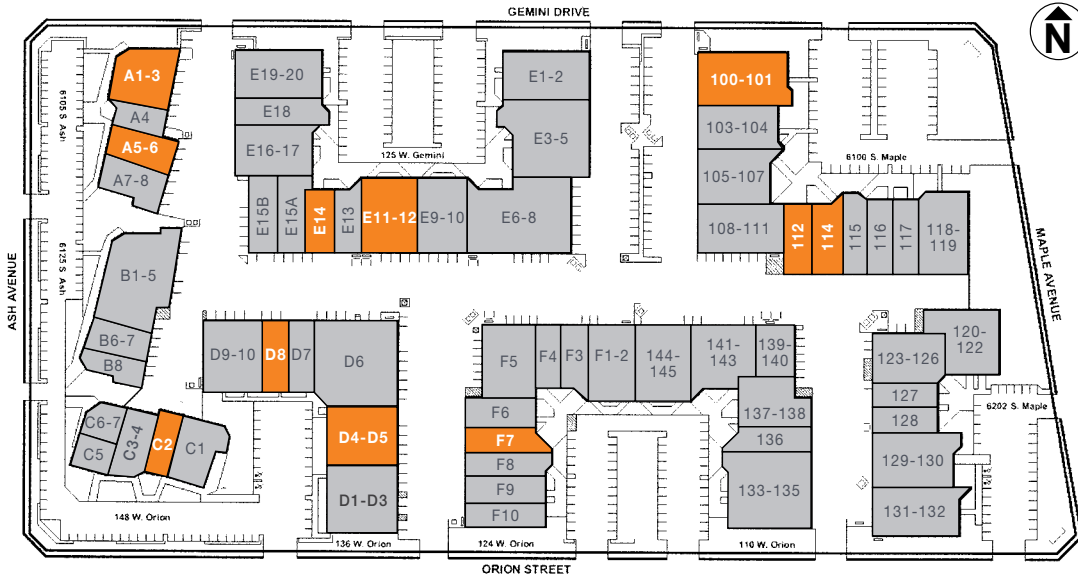 GEMINI DRIVE
N
A1-3
A4
A5-6
A7-8
6105 S. Ash
E19-20
E18
E16-17
E15B
E15A
E14
E13
E11-12
E9-10
E6-8
E3-5
E1-2
125 W. Gemini
100-101
103-104
105-107
108-111
6100 S. Maple
112
114
115
116
117
118-
119
MAPLE AVENUE
ASH AVENUE
6125 S. Ash
B1-5
B6-7
B8
C6-7
C5
C3-4
C2
C1
148 W. Orion
D9-10
D8
D7
D6
D4-D5
D1-D3
136 W. Orion
F5
F4
F3
F1-2
144-
145
141-
143
139-
140
F6
F7
F8
F9
F10
124 W. Orion
137-138
136
133-135
110 W. Orion
120-
122
123-126
127
128
129-130
131-132
6202 S. Maple
ORION STREET